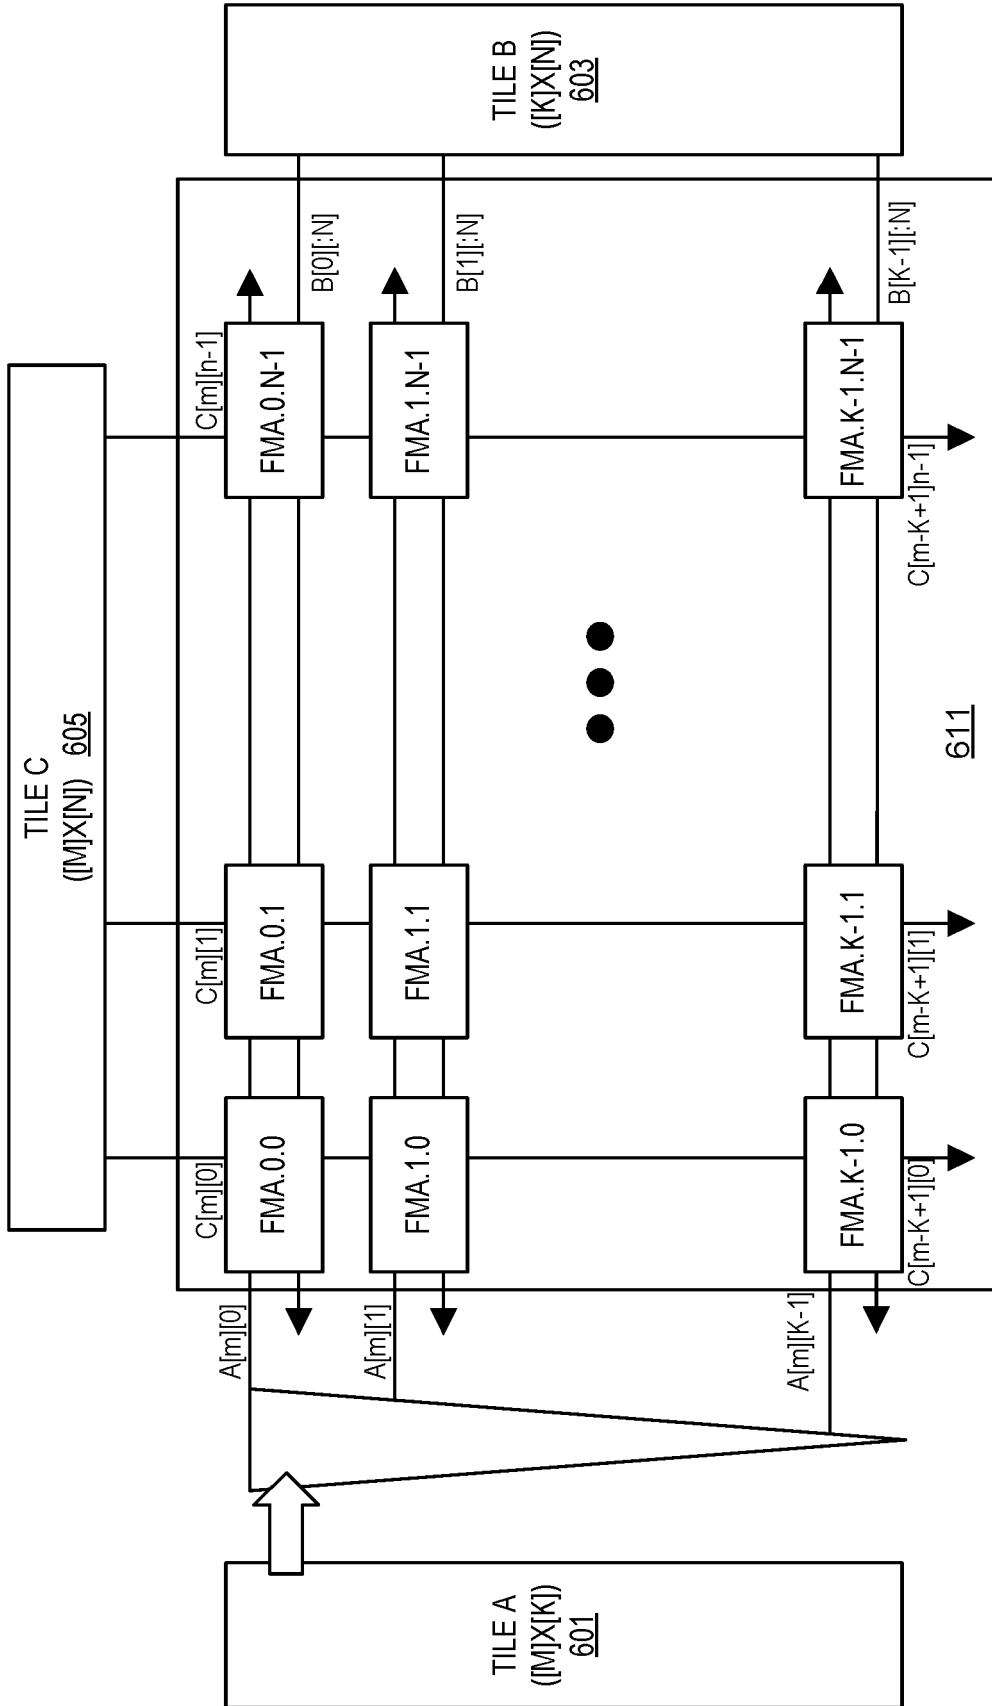 TILE C
([M]X[N]) 605
C[m][0]
C[m][1]
C[m][n-1]
A[m][0]
FMA.0.0
FMA.0.1
FMA.0.N-1
B[0][:N]
A[m][1]
FMA.1.0
FMA.1.1
FMA.1.N-1
B[1][:N]
TILE A
([M]X[K])
601
TILE B
([K]X[N])
603
A[m][K-1]
FMA.K-1.0
FMA.K-1.1
FMA.K-1.N-1
B[K-1][:N]
C[m-K+1][0]
C[m-K+1][1]
C[m-K+1]n-1]
611